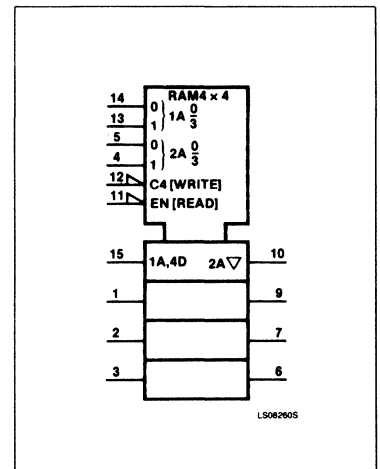 RAM4 × 4
14 0
1A 0/3
13 1
5 0
2A 0/3
4 1
12 C4 [WRITE]
11 EN [READ]
15 1A,4D 2A▽ 10
1 9
2 7
3 6
LS08260S